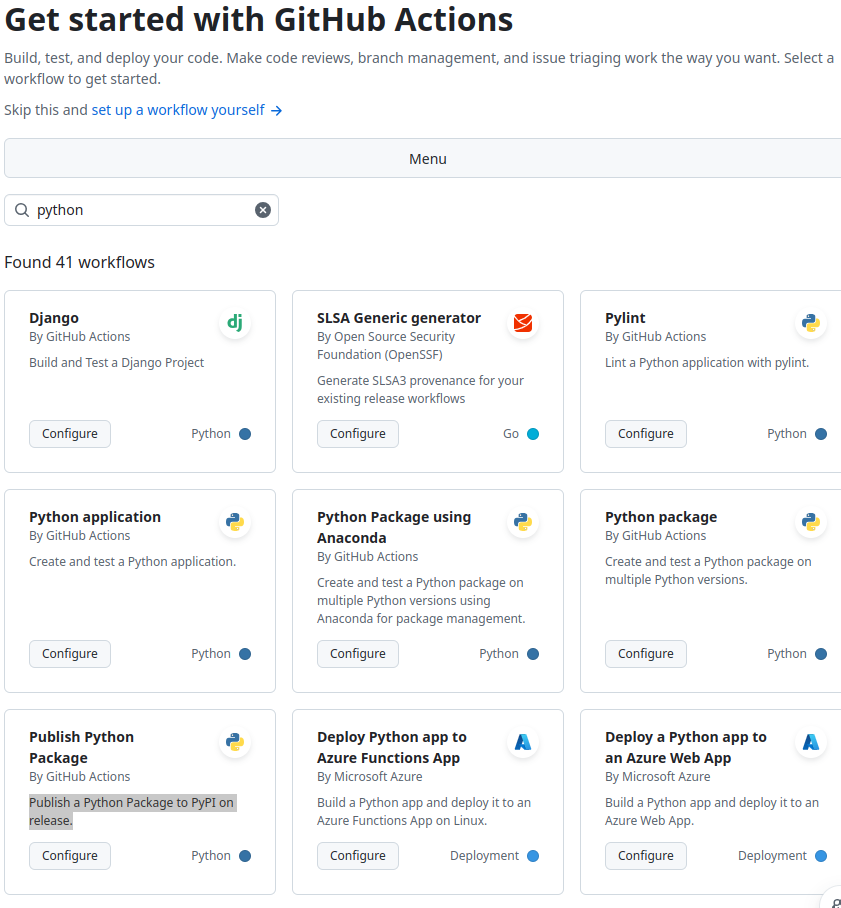 Get started with GitHub Actions
Build, test, and deploy your code. Make code reviews, branch management, and issue triaging work the way you want. Select a
workflow to get started.
Skip this and set up a workflow yourself →
Menu
python
Found 41 workflows
Django
By GitHub Actions
Build and Test a Django Project
Configure
Python
dj
SLSA Generic generator
By Open Source Security
Foundation (OpenSSF)
Generate SLSA3 provenance for your
existing release workflows
Configure
Go
Pylint
By GitHub Actions
Lint a Python application with pylint.
Configure
Python
Python application
By GitHub Actions
Create and test a Python application.
Configure
Python
Python Package using
Anaconda
By GitHub Actions
Create and test a Python package on
multiple Python versions using
Anaconda for package management.
Configure
Python
Python package
By GitHub Actions
Create and test a Python package on
multiple Python versions.
Configure
Python
Publish Python
Package
By GitHub Actions
Publish a Python Package to PyPI on
release.
Configure
Python
Deploy Python app to
Azure Functions App
By Microsoft Azure
Build a Python app and deploy it to an
Azure Functions App on Linux.
Configure
Deployment
Deploy a Python app to
an Azure Web App
By Microsoft Azure
Build a Python app and deploy it to an
Azure Web App.
Configure
Deployment